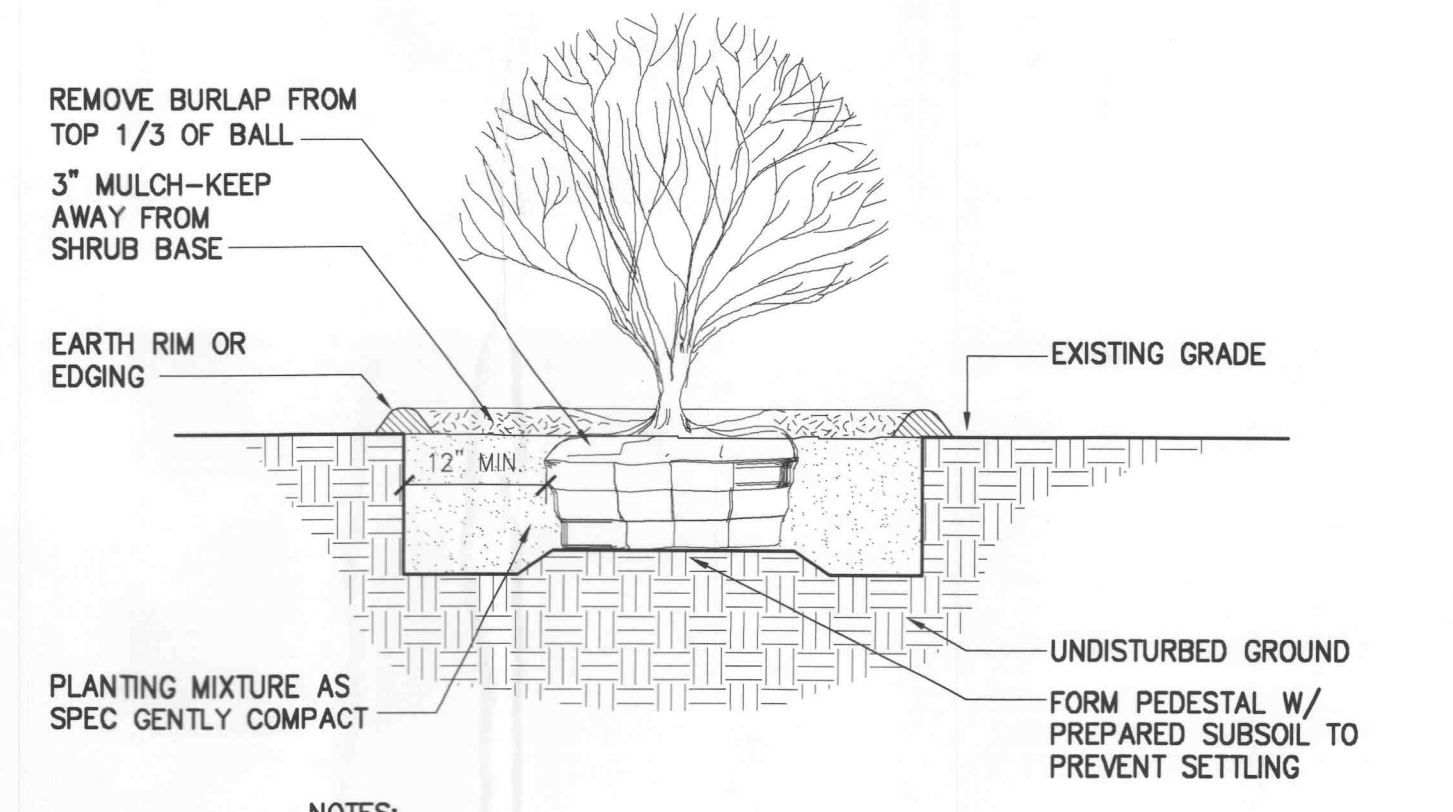 REMOVE BURLAP FROM
TOP 1/3 OF BALL
3" MULCH-KEEP
AWAY FROM
SHRUB BASE
EARTH RIM OR
EDGING
EXISTING GRADE
12" MIN.
PLANTING MIXTURE AS
SPEC GENTLY COMPACT
UNDISTURBED GROUND
FORM PEDESTAL W/
PREPARED SUBSOIL TO
PREVENT SETTLING
NOTES: